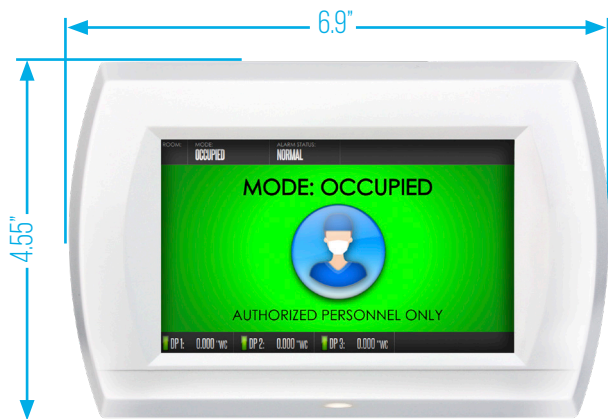 6.9"
4.55"
ROOM: MODE: ALARM STATUS:
OCCUPIED NORMAL
MODE: OCCUPIED
AUTHORIZED PERSONNEL ONLY
DP 1: 0.000 "WC DP 2: 0.000 "WC DP 3: 0.000 "WC